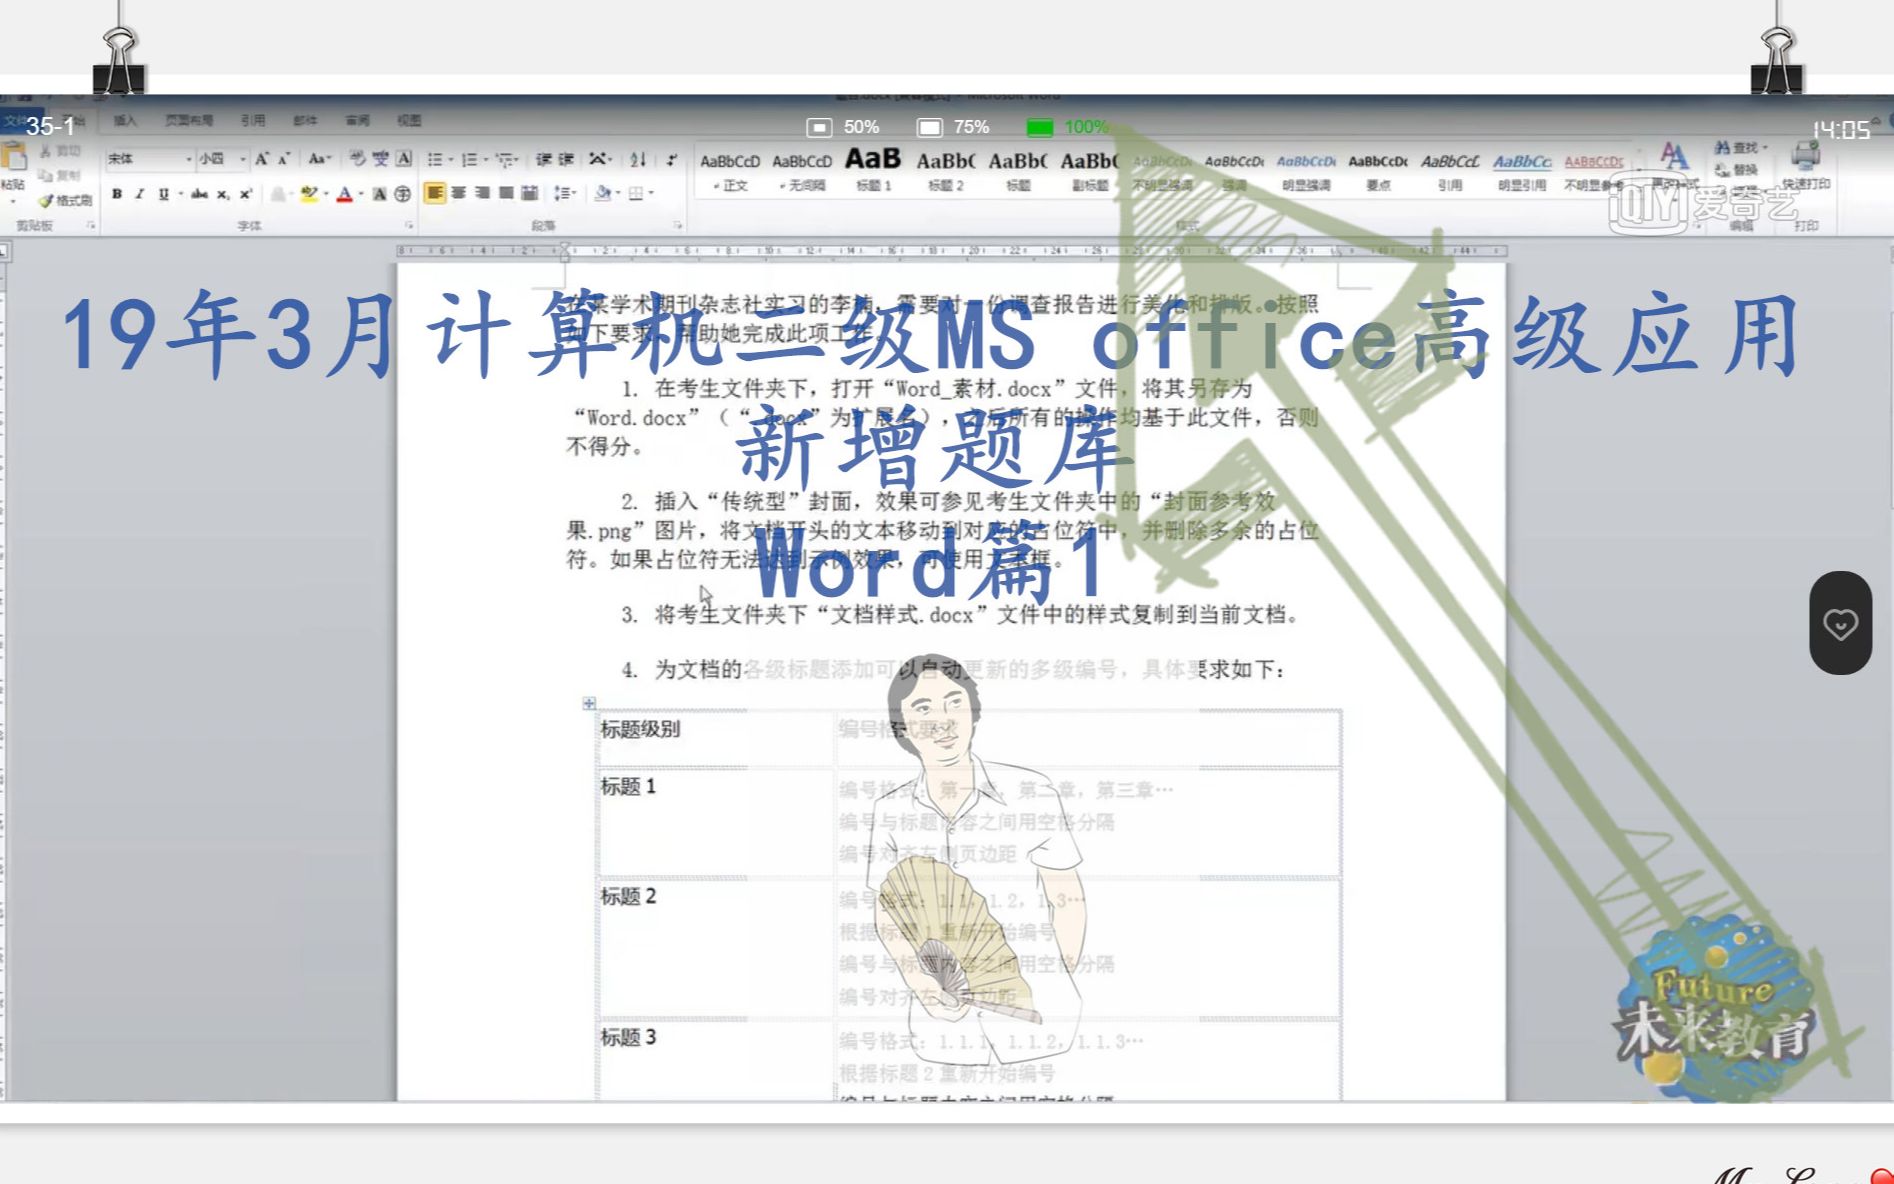 文件 开始 插入 页面布局 引用 邮件 审阅 视图
35-1
50% 75% 100%
14:05
剪切
复制
格式刷
粘贴
剪贴板
宋体 小四
字体
段落
AaBbCcD AaBbCcD AaB AaBb( AaBb( AaBb( AaBbCcDc AaBbCcDc AaBbCcDc AaBbCcDc AaBbCcL AaBbCc AABBCCDC
正文 无间隔 标题 1 标题 2 标题 副标题 不明显强调 强调 明显强调 要点 引用 明显引用 不明显参考
样式
查找
替换
快速打印
编辑
打印
QIY 爱奇艺
19年3月计算机二级MS office高级应用
新增题库
Word篇1
在某学术期刊杂志社实习的李楠，需要对一份调查报告进行美化和排版。按照
如下要求，帮助她完成此项工作。
1. 在考生文件夹下，打开“Word_素材.docx”文件，将其另存为
“Word.docx”（“.docx”为扩展名），之后所有的操作均基于此文件，否则
不得分。
2. 插入“传统型”封面，效果可参见考生文件夹中的“封面参考效
果.png”图片，将文档开头的文本移动到对应的占位符中，并删除多余的占位
符。如果占位符无法达到示例效果，可使用文本框。
3. 将考生文件夹下“文档样式.docx”文件中的样式复制到当前文档。
4. 为文档的各级标题添加可以自动更新的多级编号，具体要求如下：
标题级别 编号格式要求
标题 1
编号格式：第一章，第二章，第三章…
编号与标题内容之间用空格分隔
编号对齐左侧页边距
标题 2
编号格式：1.1，1.2，1.3…
根据标题 1 重新开始编号
编号与标题内容之间用空格分隔
编号对齐左侧页边距
标题 3
编号格式：1.1.1，1.1.2，1.1.3…
根据标题 2 重新开始编号
编号与标题内容之间用空格分隔
Future
未来教育